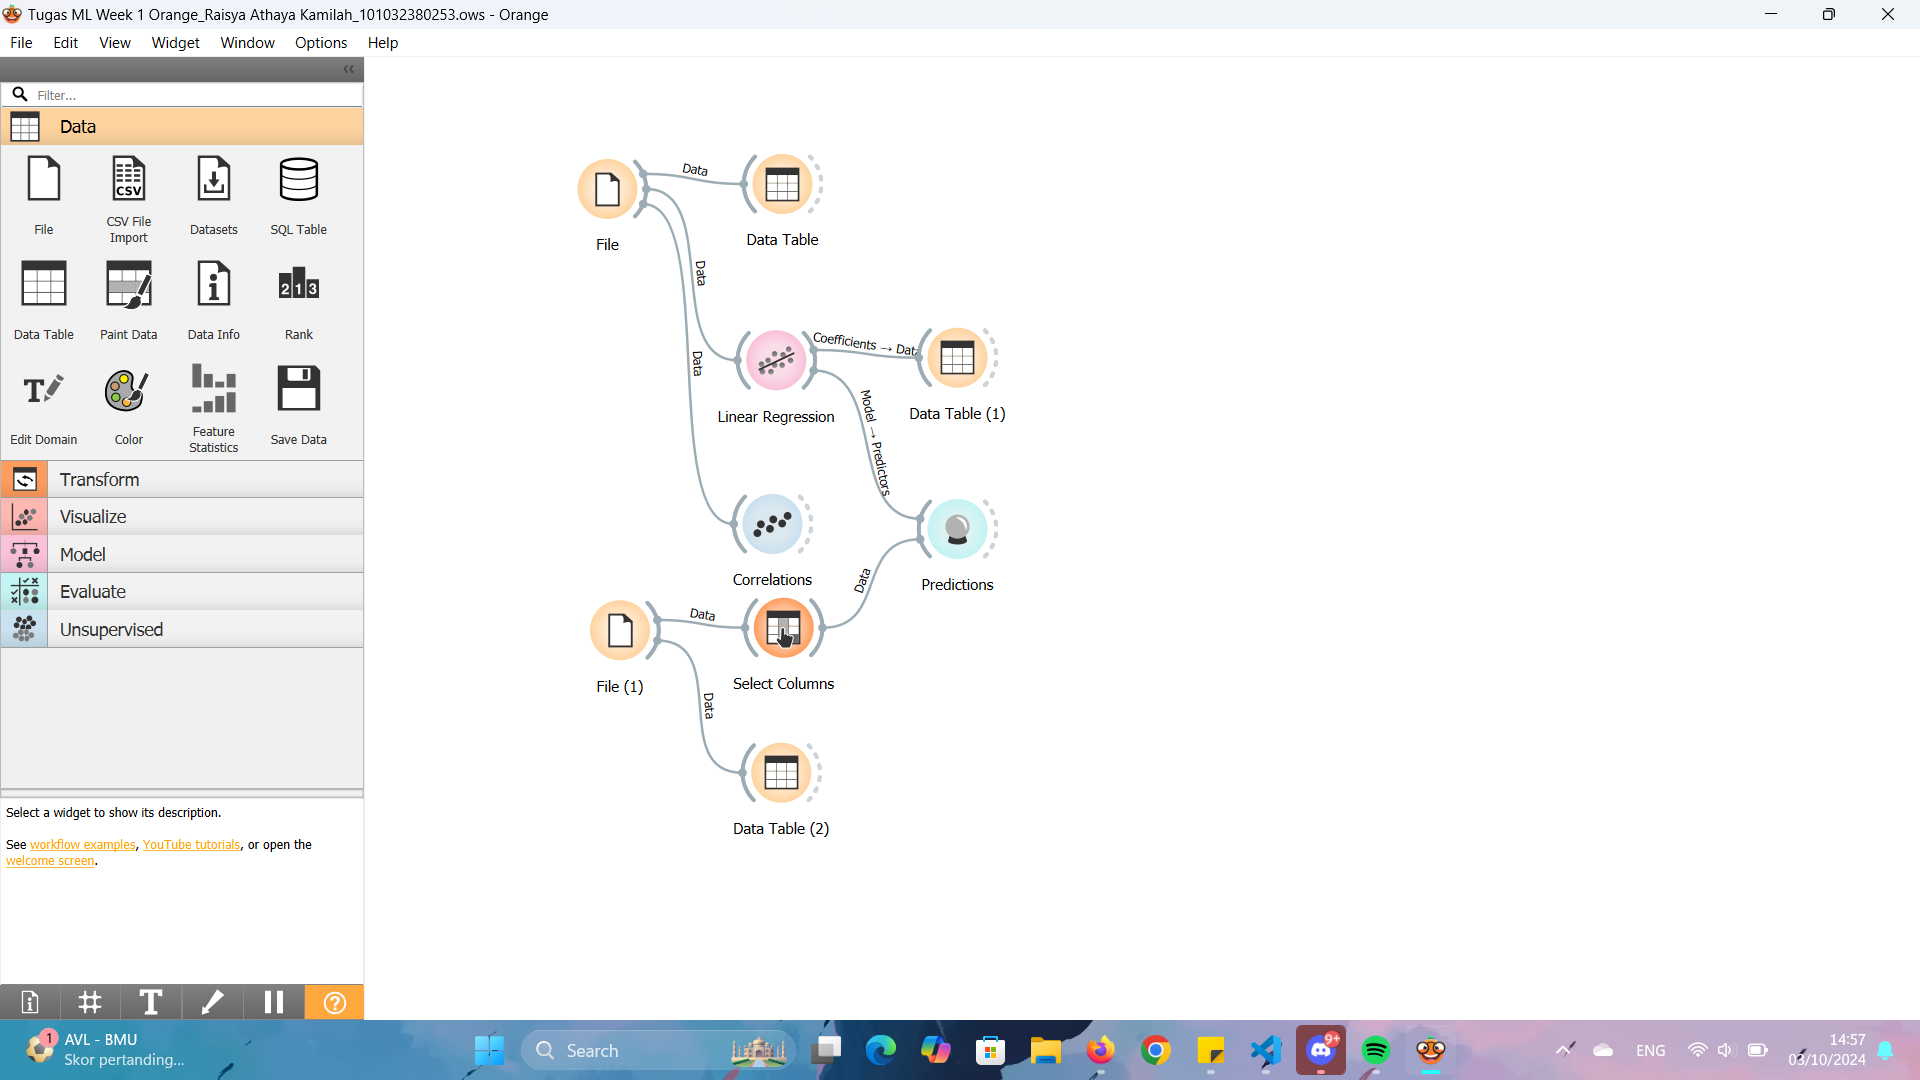 Tugas ML Week 1 Orange_Raisya Athaya Kamilah_101032380253.ows - Orange
File Edit View Widget Window Options Help
Filter...
Data
File
CSV File
Import
Datasets
SQL Table
Data Table
Paint Data
Data Info
213
Rank
Edit Domain
Color
Feature
Statistics
Save Data
Transform
Visualize
Model
Evaluate
Unsupervised
Select a widget to show its description.
See workflow examples, YouTube tutorials, or open the
welcome screen.
File
Data
Data Table
Data
Data
Linear Regression
Coefficients → Data
Data Table (1)
Model → Predictors
Correlations
Predictions
Data
File (1)
Data
Select Columns
Data
Data Table (2)
1
AVL - BMU
Skor pertanding...
Search
9+
ENG
14:57
03/10/2024